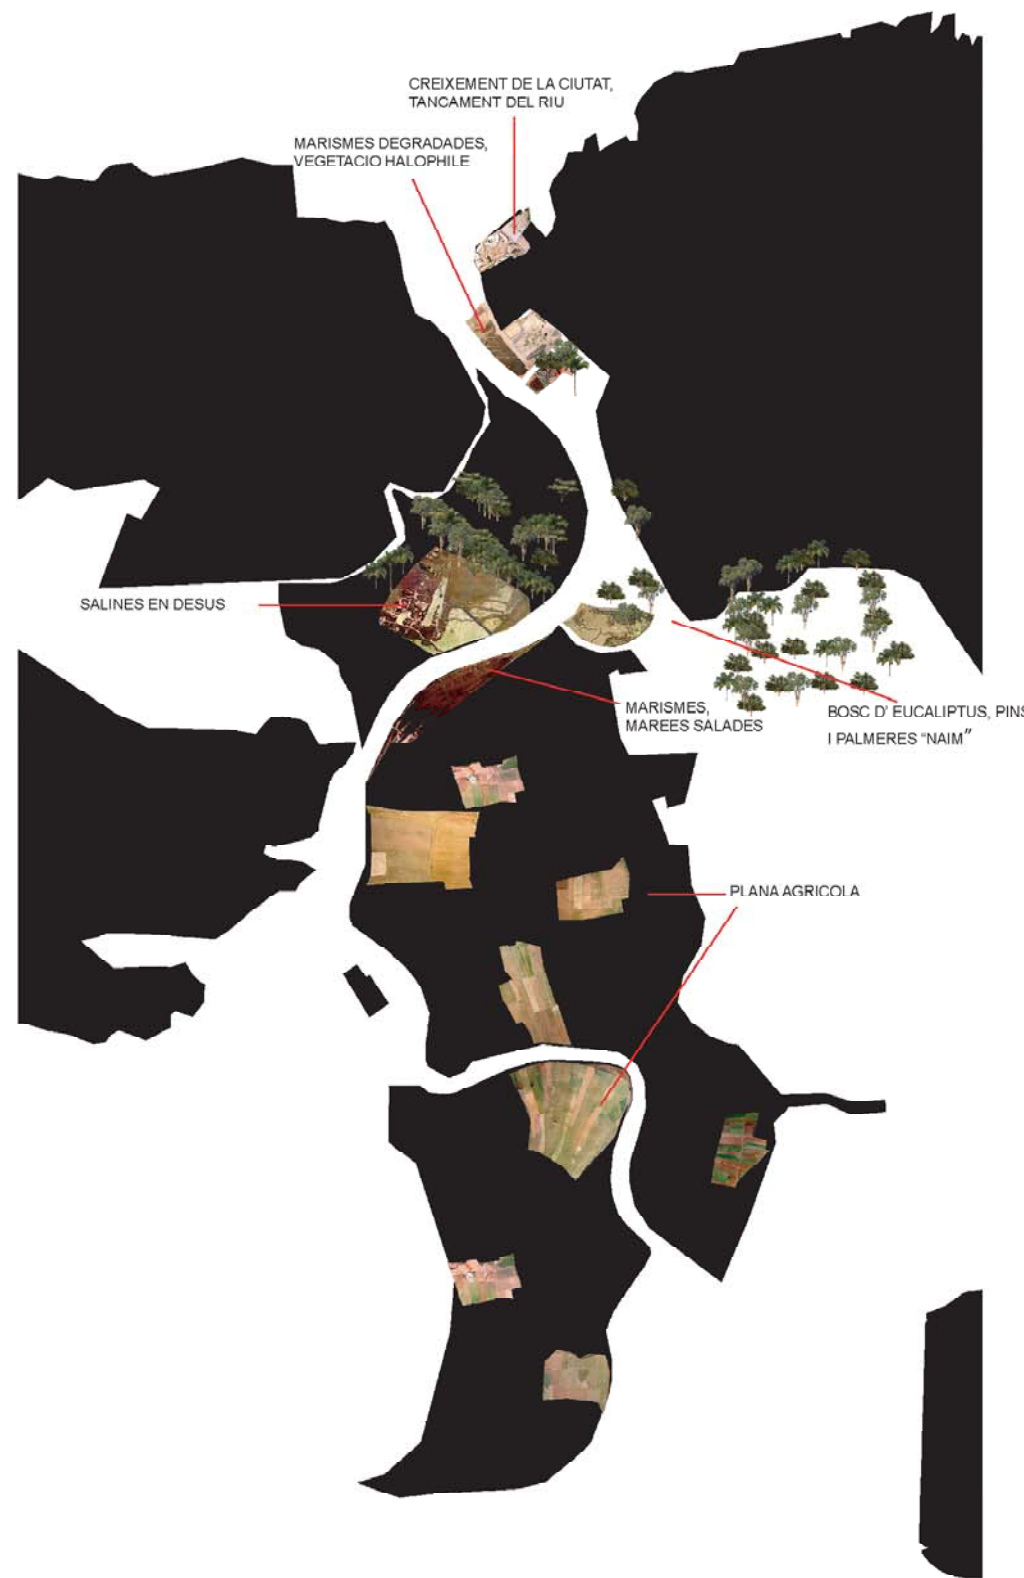 CREIXEMENT DE LA CIUTAT,
TANCAMENT DEL RIU
MARISMES DEGRADADES,
VEGETACIO HALOPHILE
SALINES EN DESUS
MARISMES,
MAREES SALADES
BOSC D' EUCALIPTUS, PINS
I PALMERES "NAIM"
PLANA AGRICOLA